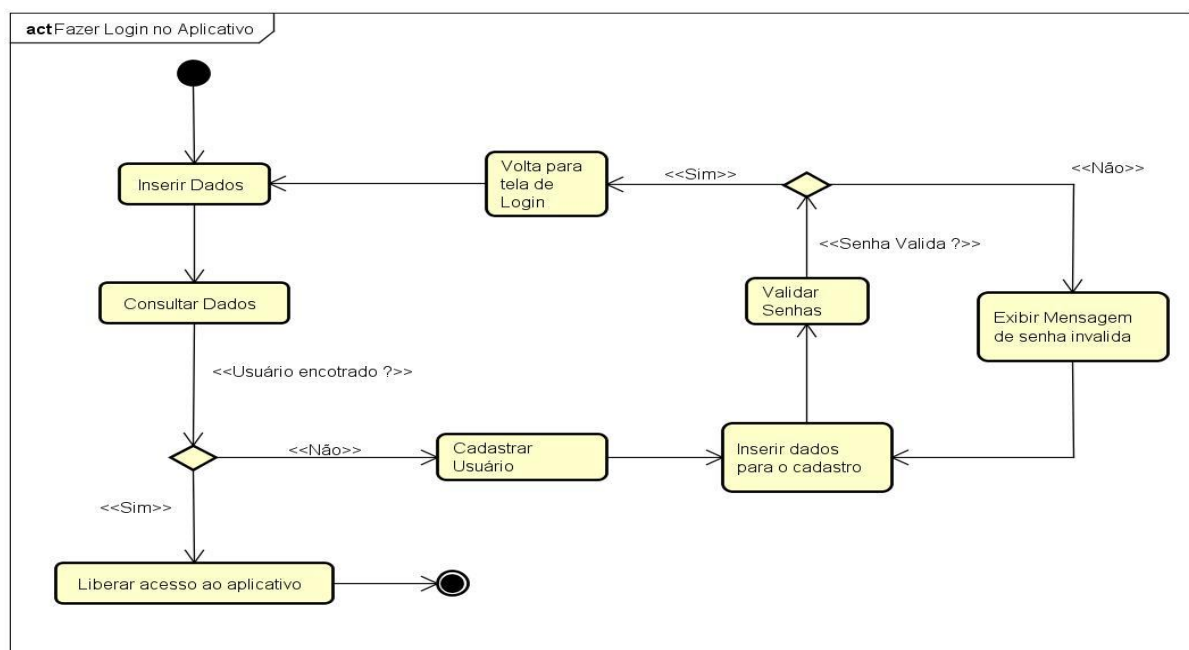 act Fazer Login no Aplicativo
Inserir Dados
Volta para
tela de
Login
<<Sim>>
<<Não>>
<<Senha Valida ?>>
Consultar Dados
Validar
Senhas
Exibir Mensagem
de senha invalida
<<Usuário encotrado ?>>
<<Não>>
Cadastrar
Usuário
Inserir dados
para o cadastro
<<Sim>>
Liberar acesso ao aplicativo